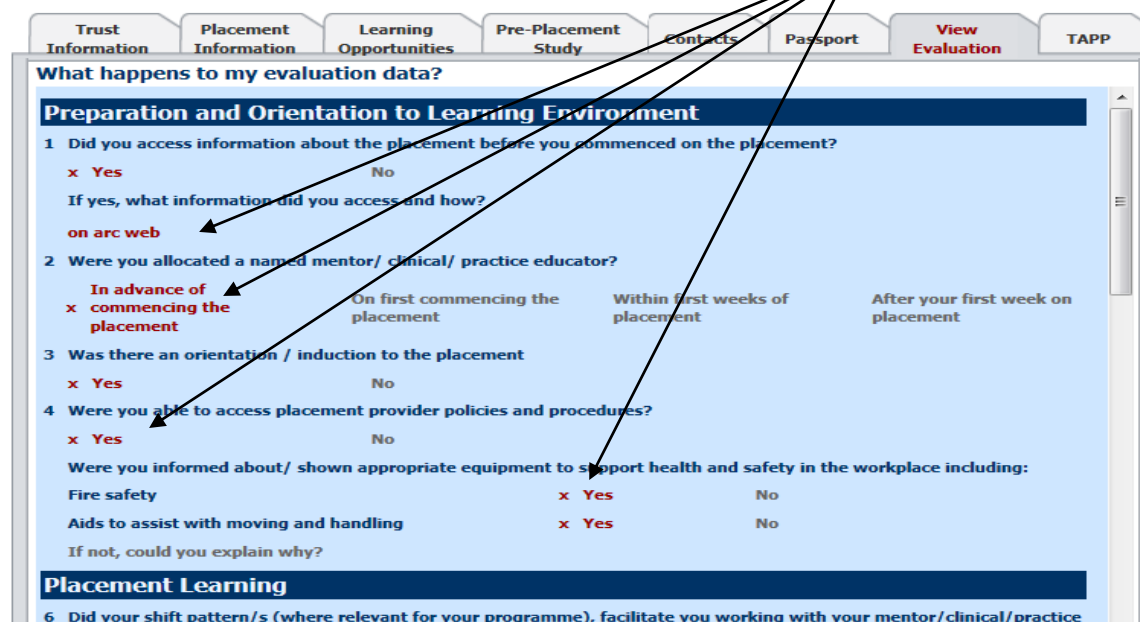 Trust Information
Placement Information
Learning Opportunities
Pre-Placement Study
Contacts
Passport
View Evaluation
TAPP
What happens to my evaluation data?
Preparation and Orientation to Learning Environment
1 Did you access information about the placement before you commenced on the placement?
x Yes No
If yes, what information did you access and how?
on arc web
2 Were you allocated a named mentor/ clinical/ practice educator?
x In advance of commencing the placement On first commencing the placement Within first weeks of placement After your first week on placement
3 Was there an orientation / induction to the placement
x Yes No
4 Were you able to access placement provider policies and procedures?
x Yes No
Were you informed about/ shown appropriate equipment to support health and safety in the workplace including:
Fire safety x Yes No
Aids to assist with moving and handling x Yes No
If not, could you explain why?
Placement Learning
6 Did your shift pattern/s (where relevant for your programme), facilitate you working with your mentor/clinical/practice